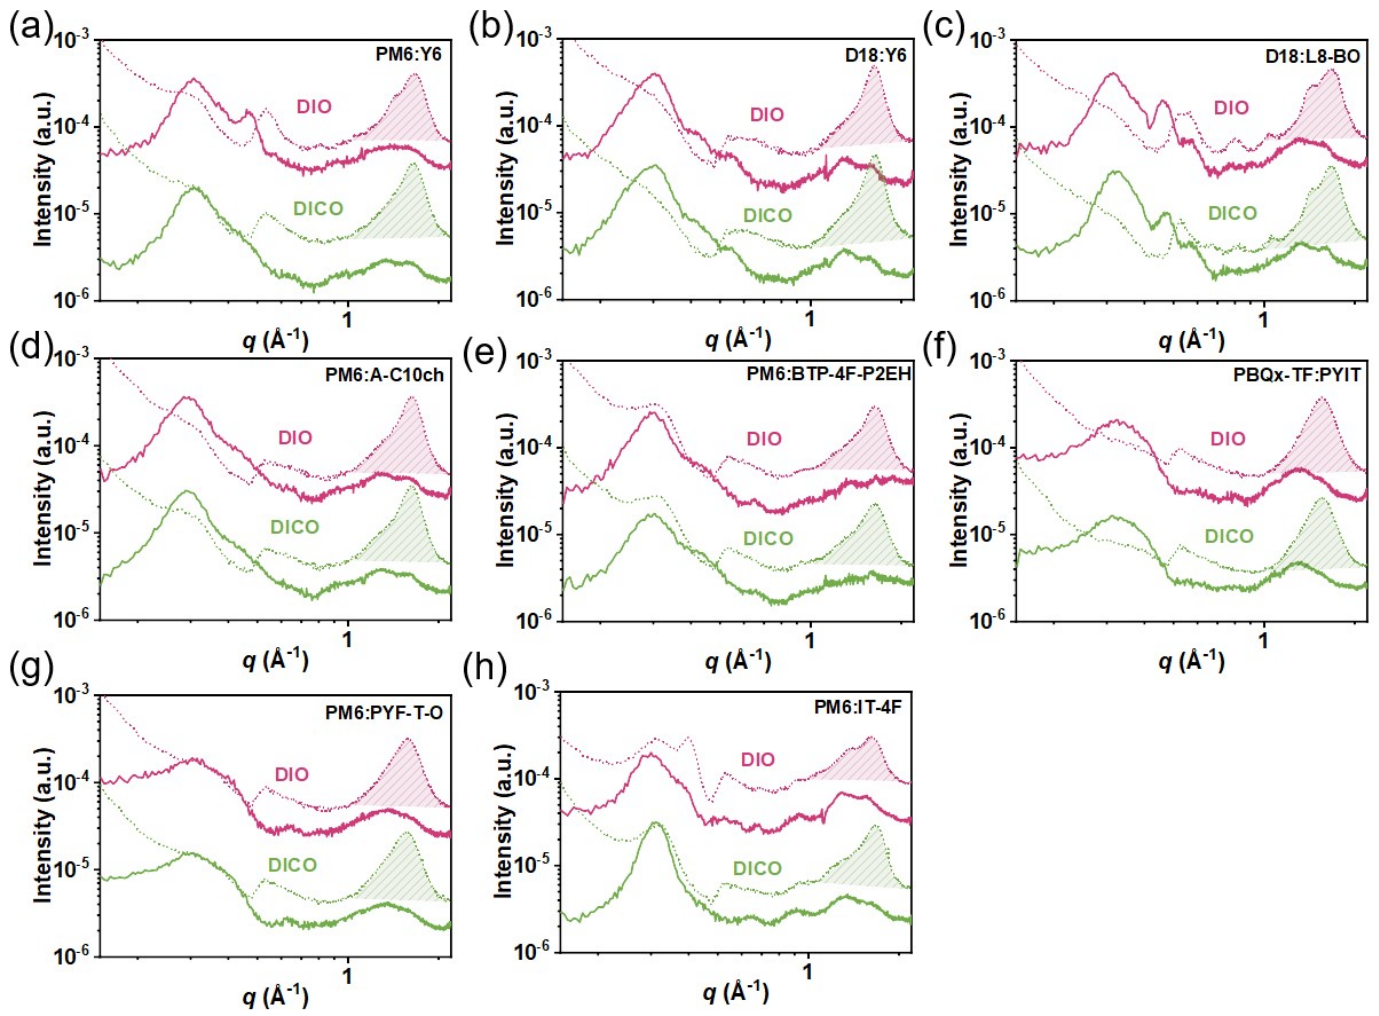 (a)
10-3
PM6:Y6
DIO
10-4
DICO
10-5
10-6
1
Intensity (a.u.)
q (Å-1)
(b)
10-3
D18:Y6
DIO
10-4
DICO
10-5
10-6
1
Intensity (a.u.)
q (Å-1)
(c)
10-3
D18:L8-BO
DIO
10-4
DICO
10-5
10-6
1
Intensity (a.u.)
q (Å-1)
(d)
10-3
PM6:A-C10ch
DIO
10-4
DICO
10-5
10-6
1
Intensity (a.u.)
q (Å-1)
(e)
10-3
PM6:BTP-4F-P2EH
DIO
10-4
DICO
10-5
10-6
1
Intensity (a.u.)
q (Å-1)
(f)
10-3
PBQx-TF:PYIT
DIO
10-4
DICO
10-5
10-6
1
Intensity (a.u.)
q (Å-1)
(g)
10-3
PM6:PYF-T-O
DIO
10-4
DICO
10-5
10-6
1
Intensity (a.u.)
q (Å-1)
(h)
10-3
PM6:IT-4F
DIO
10-4
DICO
10-5
10-6
1
Intensity (a.u.)
q (Å-1)